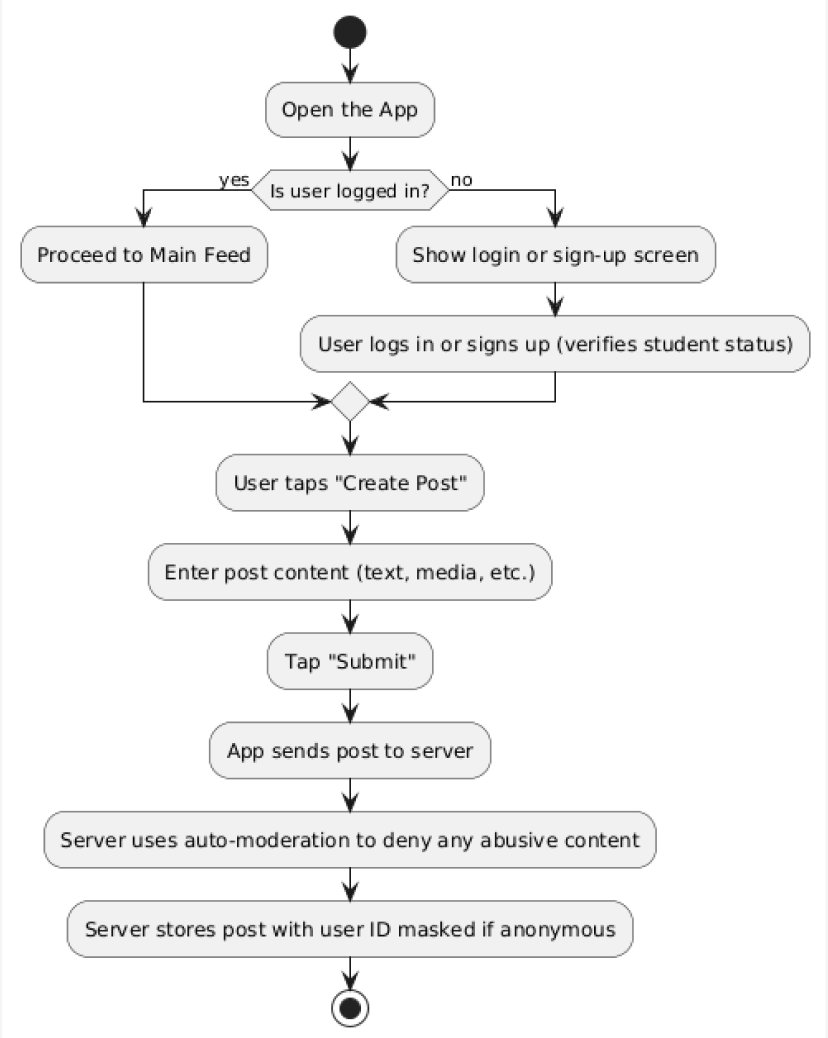 Open the App
yes
Is user logged in?
no
Proceed to Main Feed
Show login or sign-up screen
User logs in or signs up (verifies student status)
User taps "Create Post"
Enter post content (text, media, etc.)
Tap "Submit"
App sends post to server
Server uses auto-moderation to deny any abusive content
Server stores post with user ID masked if anonymous